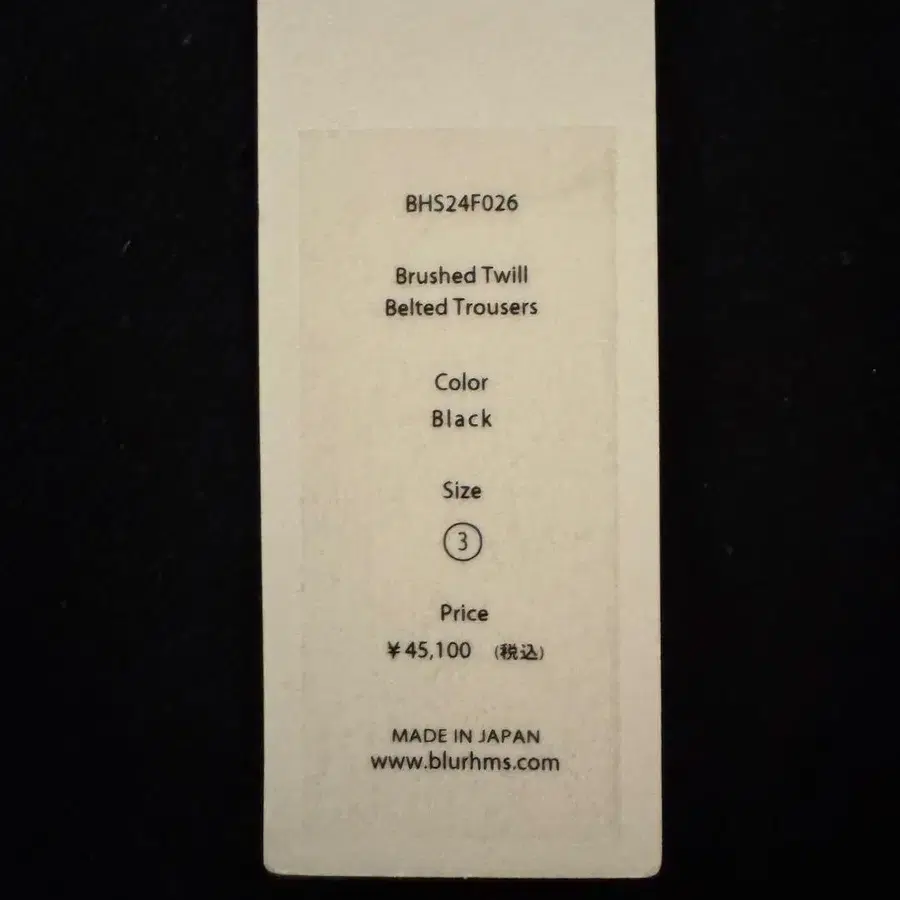 BHS24F026
Brushed Twill
Belted Trousers
Color
Black
Size
3
Price
¥45,100 (税込)
MADE IN JAPAN
www.blurhms.com